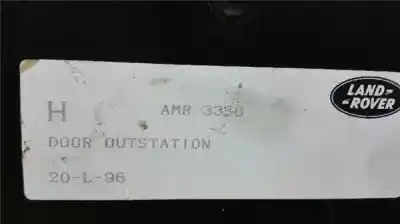 H AMR 3350
DOOR OUTSTATION
20-L-96
LAND-
-ROVER